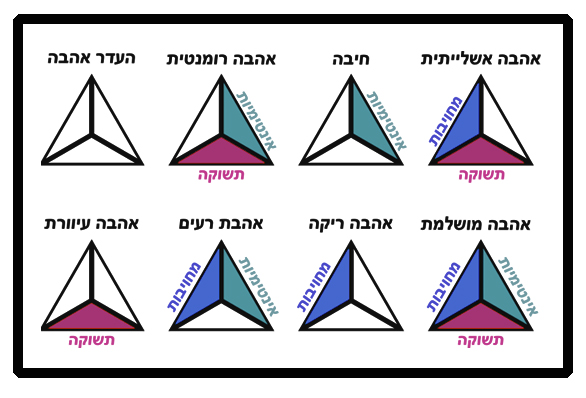 אהבה אשלייתית
מחויבות
תשוקה
חיבה
אינטימיות
אהבה רומנטית
אינטימיות
תשוקה
העדר אהבה
אהבה מושלמת
מחויבות
אינטימיות
תשוקה
אהבה ריקה
מחויבות
אהבת רעים
מחויבות
אינטימיות
אהבה עיוורת
תשוקה